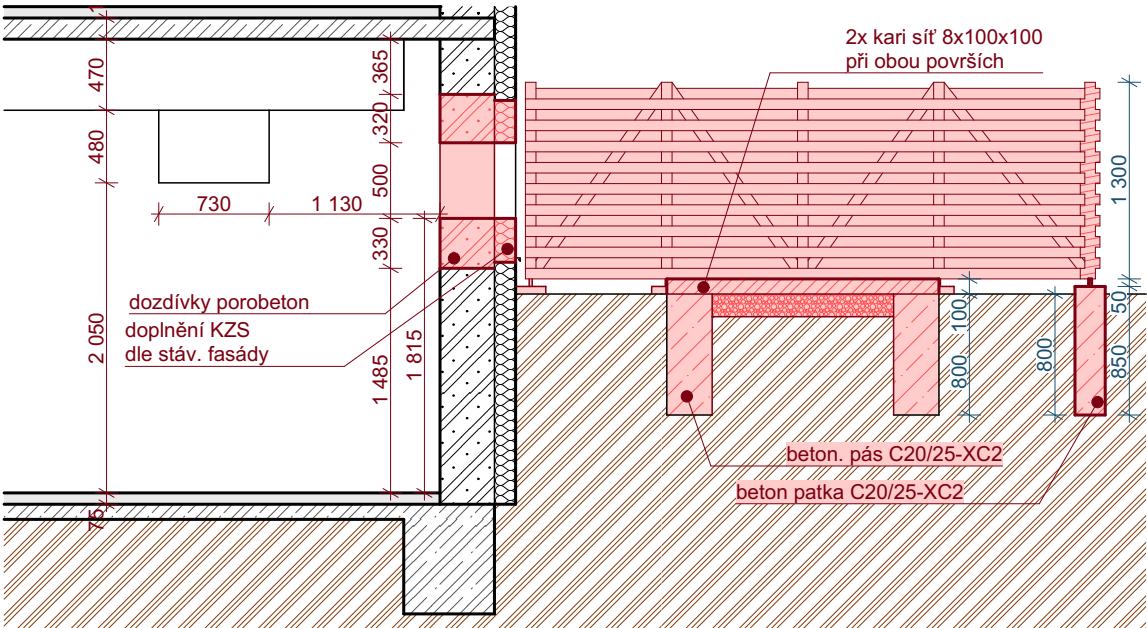 2x kari síť 8x100x100
při obou površích
1
470
480
2 050
75
730
1 130
365
320
500
330
1 485
1 815
1 300
100
800
800
50
850
dozdívky porobeton
doplnění KZS
dle stáv. fasády
beton. pás C20/25-XC2
beton patka C20/25-XC2